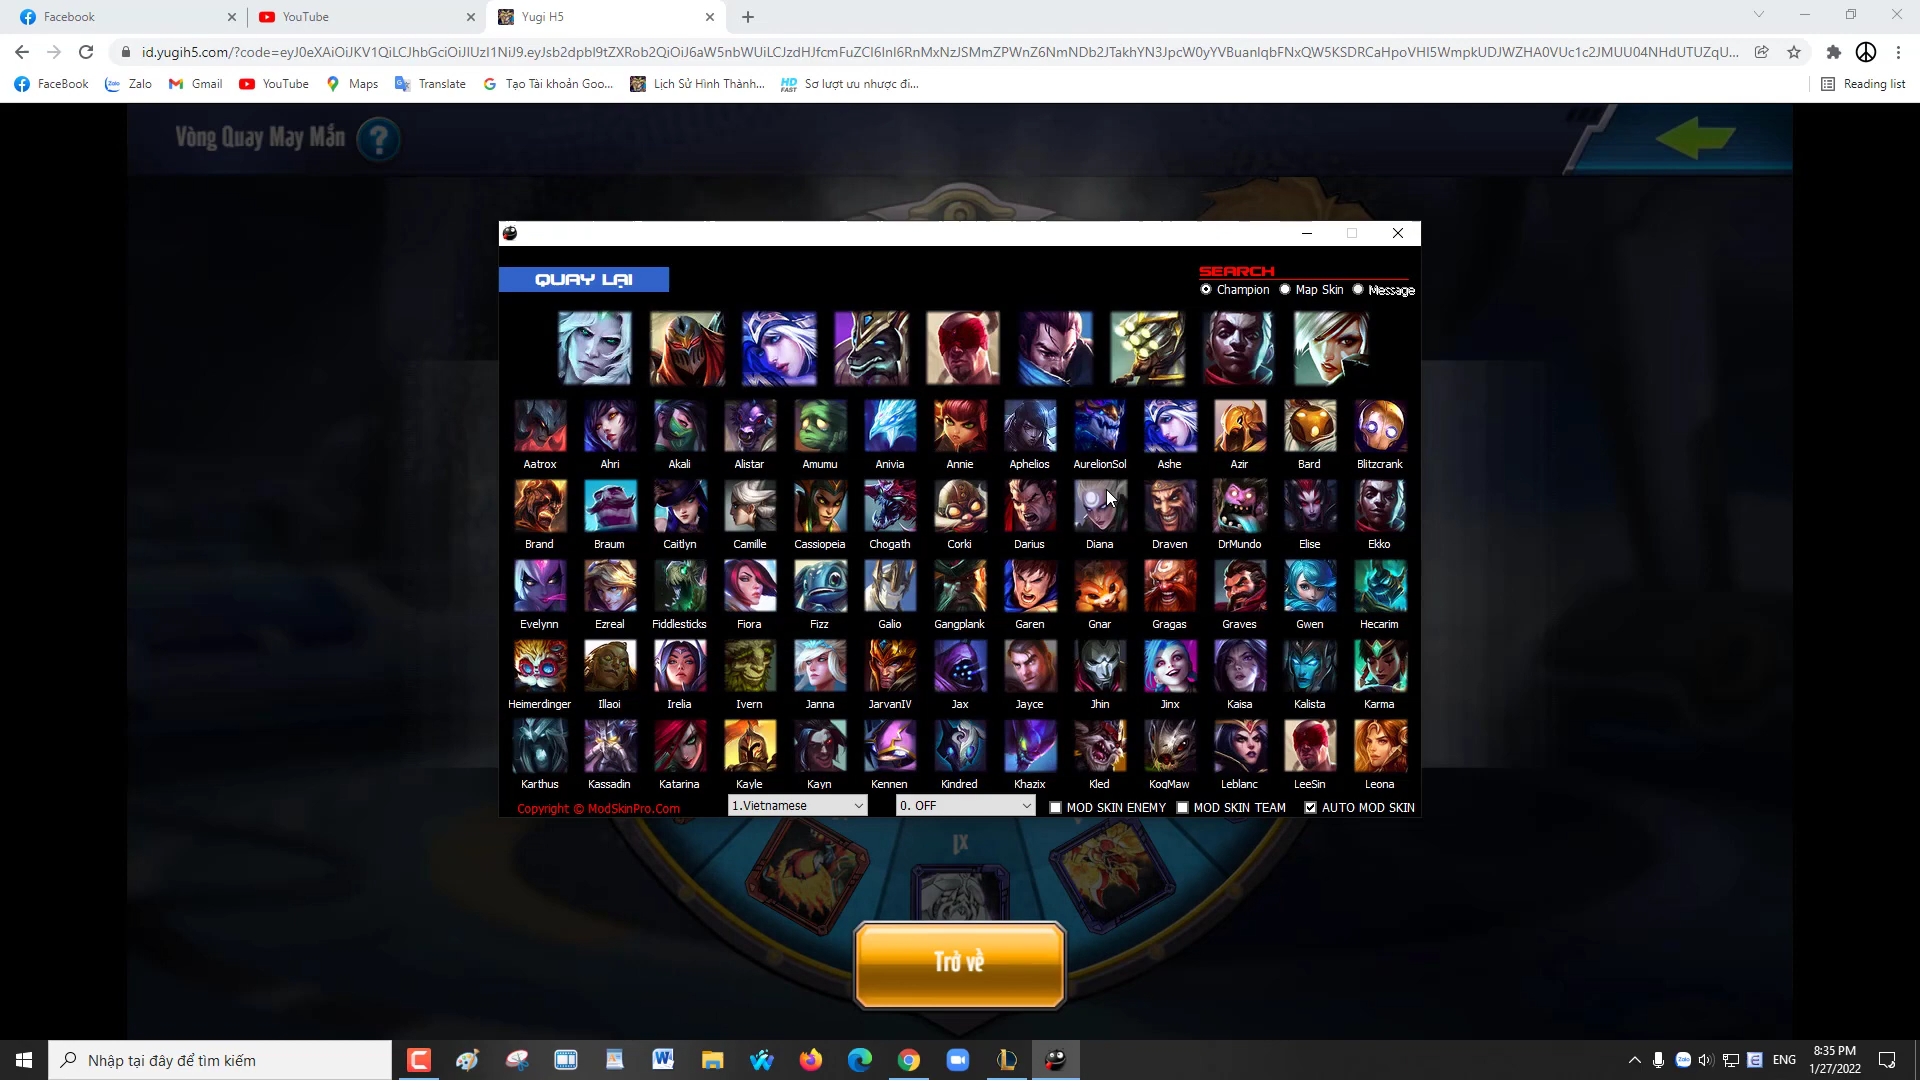 Facebook
YouTube
Yugi H5
id.yugih5.com/?code=
FaceBook
Zalo
Gmail
YouTube
Maps
Translate
Tạo Tài khoản Goo...
Lịch Sử Hình Thành...
Sơ lượt ưu nhược đi...
Reading list
Vòng Quay May Mắn ?
QUAY LẠI
SEARCH
Champion Map Skin Message
Aatrox Ahri Akali Alistar Amumu Anivia Annie Aphelios AurelionSol Ashe Azir Bard Blitzcrank
Brand Braum Caitlyn Camille Cassiopeia Chogath Corki Darius Diana Draven DrMundo Elise Ekko
Evelynn Ezreal Fiddlesticks Fiora Fizz Galio Gangplank Garen Gnar Gragas Graves Gwen Hecarim
Heimerdinger Illaoi Irelia Ivern Janna JarvanIV Jax Jayce Jhin Jinx Kaisa Kalista Karma
Karthus Kassadin Katarina Kayle Kayn Kennen Kindred Khazix Kled KogMaw Leblanc LeeSin Leona
Copyright © ModSkinPro.Com
1.Vietnamese
0. OFF
MOD SKIN ENEMY
MOD SKIN TEAM
AUTO MOD SKIN
Trở về
Nhập tại đây để tìm kiếm
ENG
8:35 PM
1/27/2022